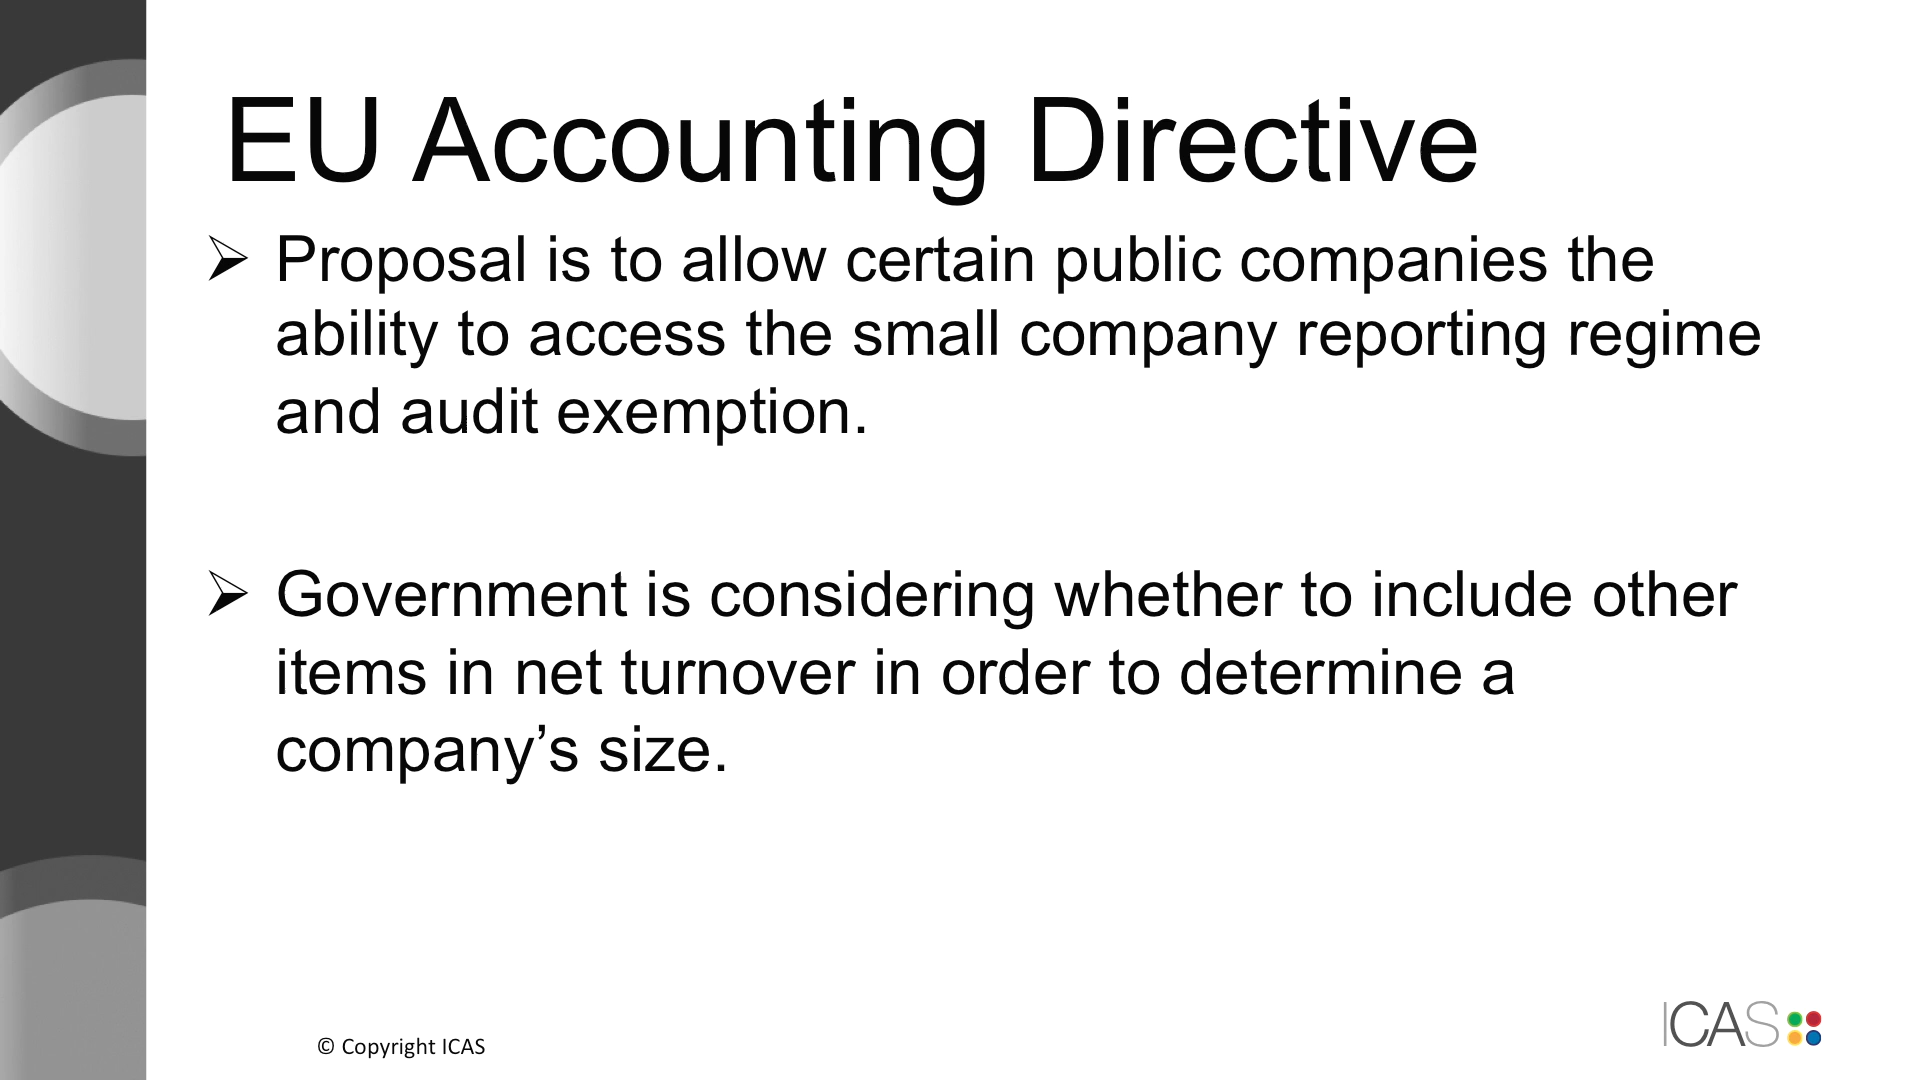 EU Accounting Directive
➢ Proposal is to allow certain public companies the
ability to access the small company reporting regime
and audit exemption.
➢ Government is considering whether to include other
items in net turnover in order to determine a
company’s size.
© Copyright ICAS
ICAS